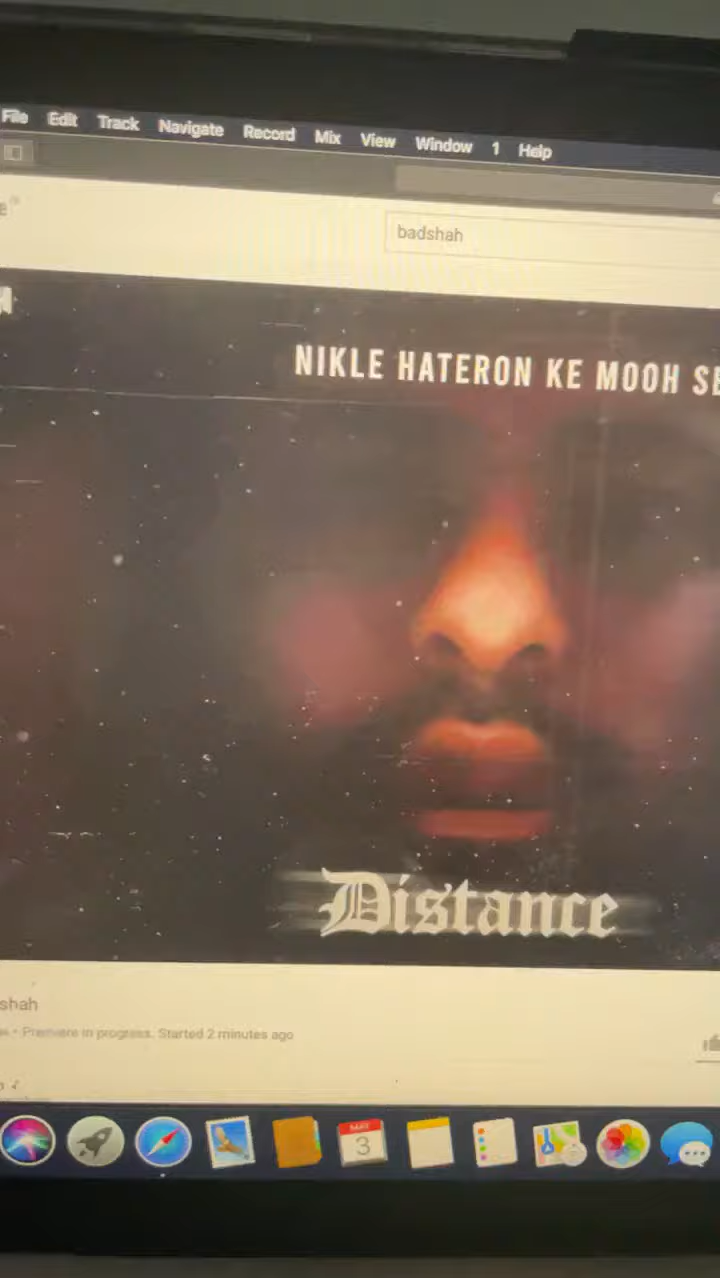 File Edit Track Navigate Record Mix View Window 1 Help
badshah
NIKLE HATERON KE MOOH SE
Distance
shah
• Premiere in progress. Started 2 minutes ago
MAY
3